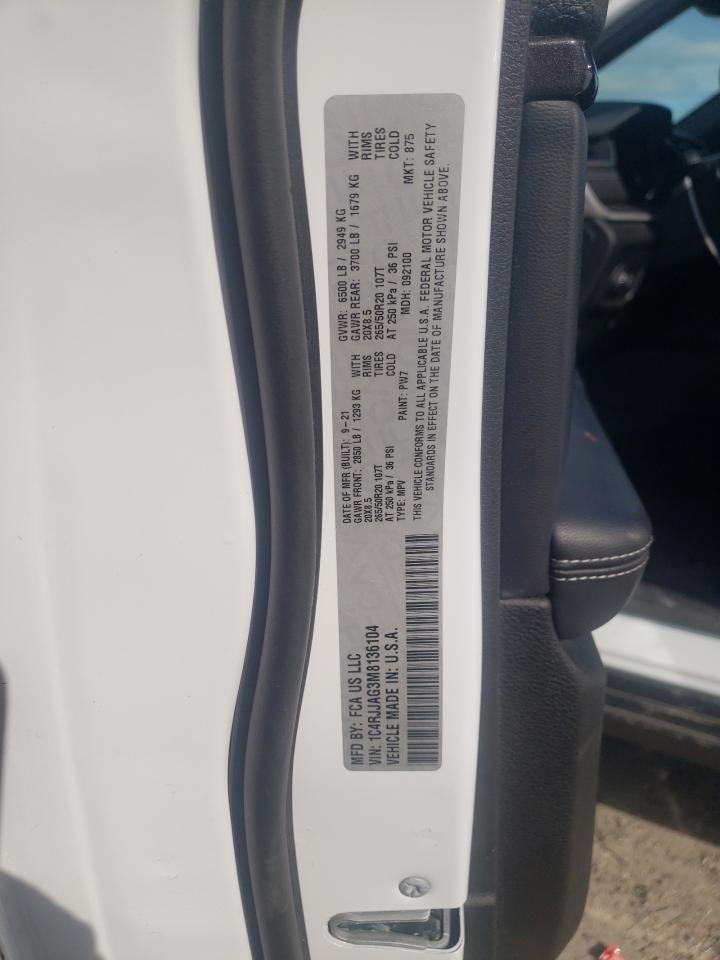 MFD BY: FCA US LLC
VIN: 1C4RJJAG3M8136104
VEHICLE MADE IN: U.S.A.
DATE OF MFR (BUILT): 9-21
GVWR: 6500 LB / 2949 KG
GAWR FRONT: 2850 LB / 1293 KG WITH
GAWR REAR: 3700 LB / 1679 KG WITH
20X8.5 RIMS
20X8.5 RIMS
265/50R20 107T TIRES
265/50R20 107T TIRES
AT 250 kPa / 36 PSI COLD
AT 250 kPa / 36 PSI COLD
TYPE: MPV PAINT: PW7 MDH: 092100 MKT: 875
THIS VEHICLE CONFORMS TO ALL APPLICABLE U.S.A. FEDERAL MOTOR VEHICLE SAFETY
STANDARDS IN EFFECT ON THE DATE OF MANUFACTURE SHOWN ABOVE.